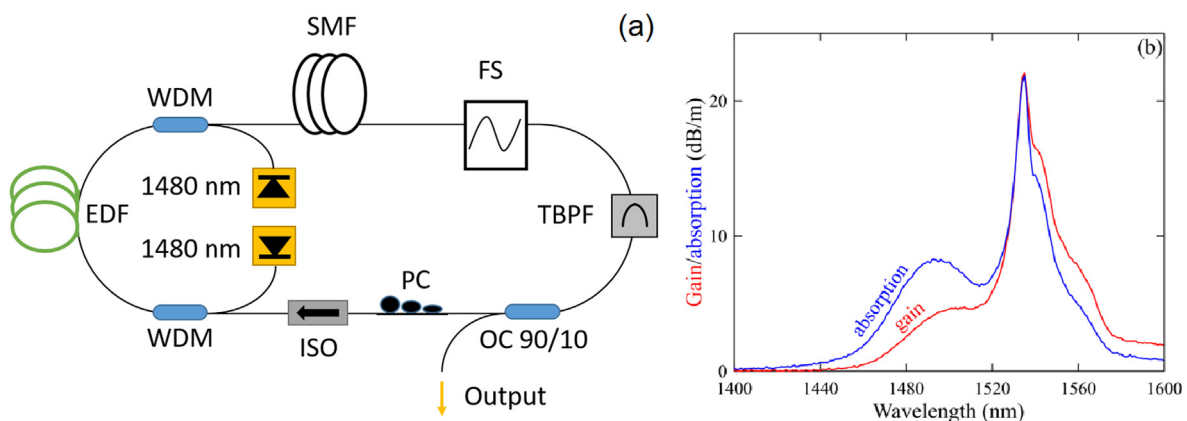 (a)
SMF
FS
WDM
1480 nm
EDF
1480 nm
TBPF
PC
WDM
ISO
OC 90/10
Output
(b)
Gain/absorption (dB/m)
20
10
0
absorption
gain
1400
1440
1480
1520
1560
1600
Wavelength (nm)